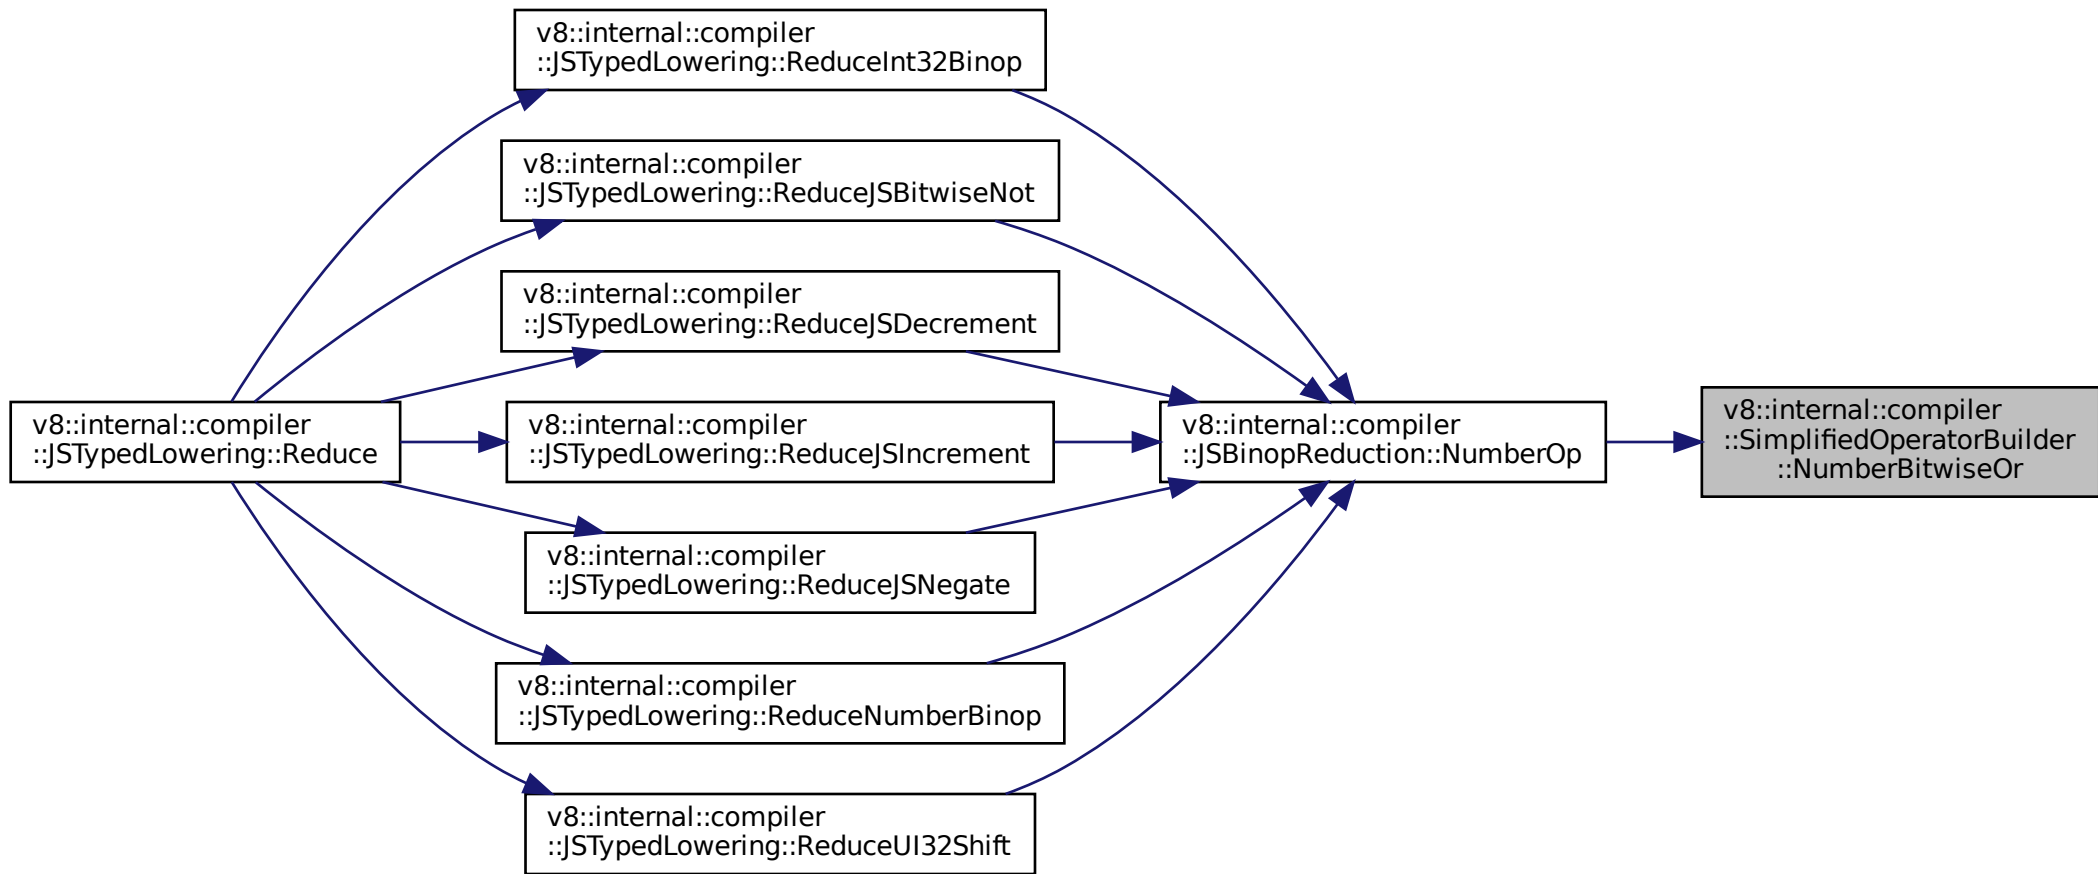 v8::internal::compiler
::JSTypedLowering::ReduceInt32Binop
v8::internal::compiler
::JSTypedLowering::ReduceJSBitwiseNot
v8::internal::compiler
::JSTypedLowering::ReduceJSDecrement
v8::internal::compiler
::JSTypedLowering::Reduce
v8::internal::compiler
::JSTypedLowering::ReduceJSIncrement
v8::internal::compiler
::JSBinopReduction::NumberOp
v8::internal::compiler
::SimplifiedOperatorBuilder
::NumberBitwiseOr
v8::internal::compiler
::JSTypedLowering::ReduceJSNegate
v8::internal::compiler
::JSTypedLowering::ReduceNumberBinop
v8::internal::compiler
::JSTypedLowering::ReduceUI32Shift